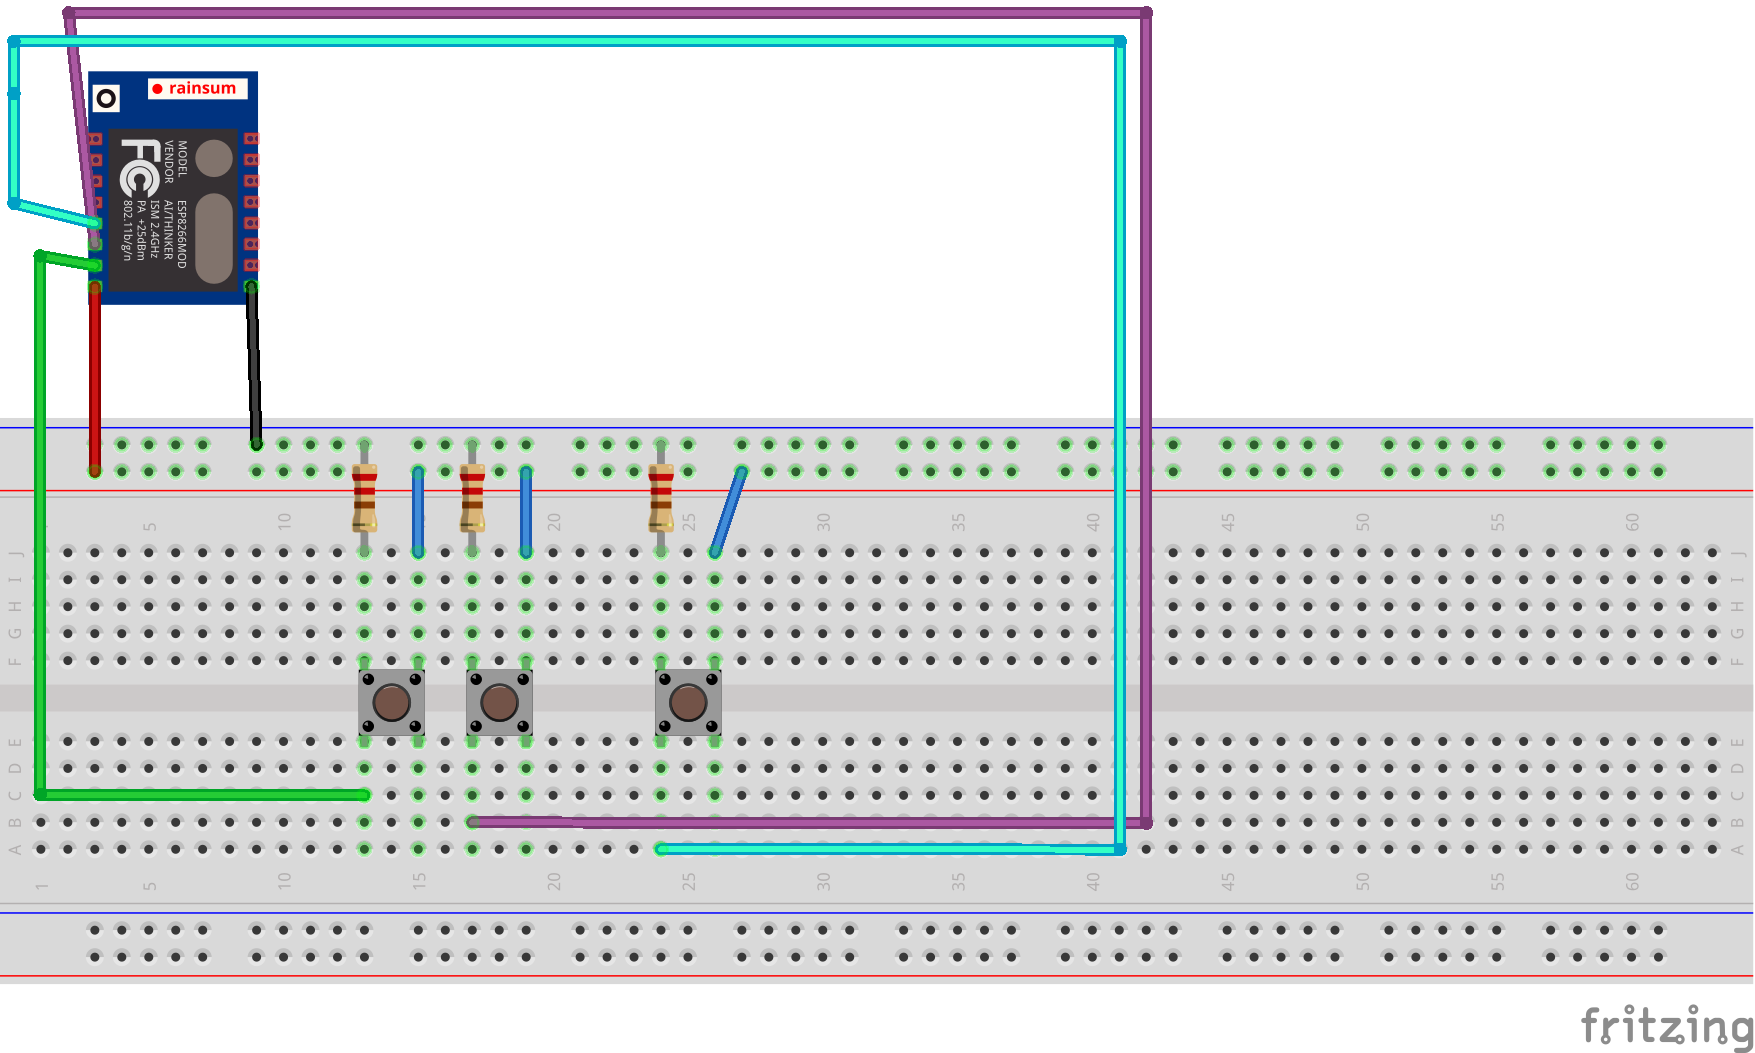 rainsum
FC
MODEL ESP8266MOD
VENDOR AI/THINKER
ISM 2.4GHz
PA +25dBm
802.11b/g/n
5 10 15 20 25 30 35 40 45 50 55 60
J J
I I
H H
G G
F F
E E
D D
C C
B B
A A
1 5 10 15 20 25 30 35 40 45 50 55 60
fritzing